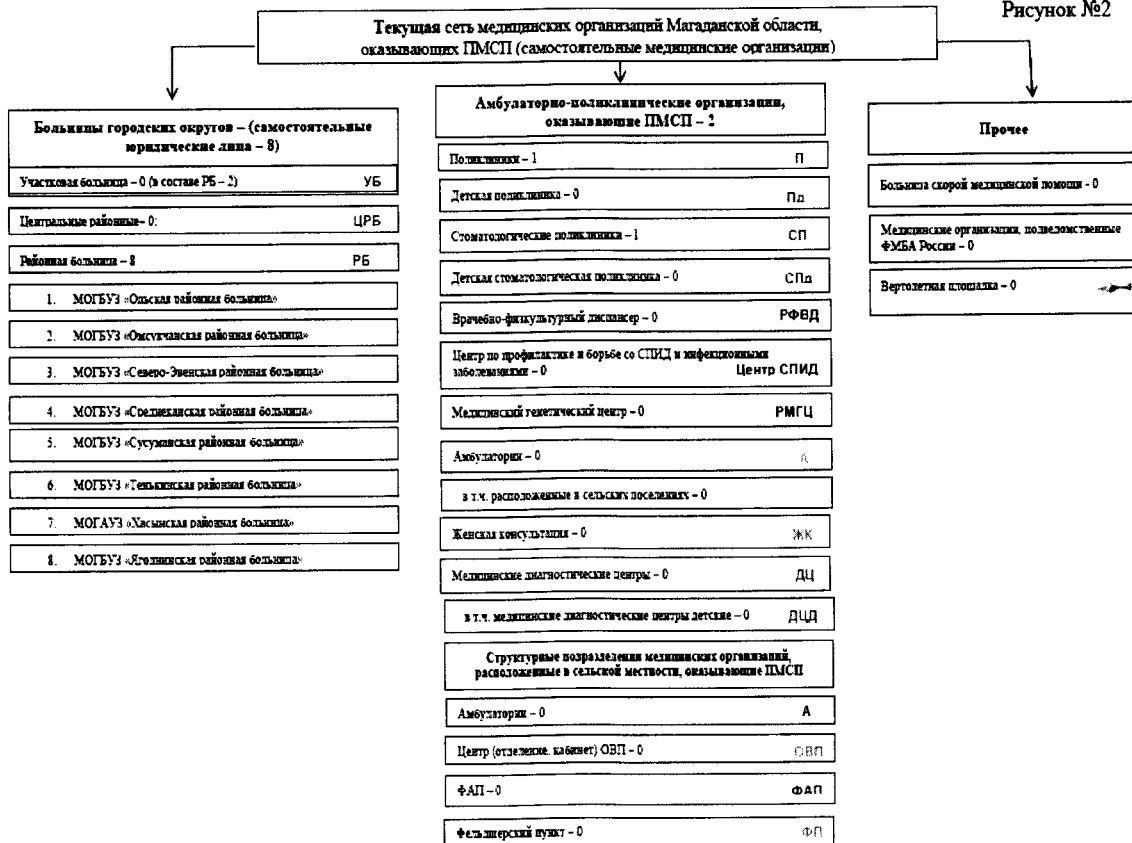 Рисунок №2
Текущая сеть медицинских организаций Магаданской области,
оказывающих ПМСП (самостоятельные медицинские организации)
Больницы городских округов – (самостоятельные
юридические лица – 8)
Участковая больница – 0 (в составе РБ – 2) УБ
Центральные районные– 0: ЦРБ
Районная больница – 8 РБ
1. МОГБУЗ «Ольская районная больница»
2. МОГБУЗ «Омсукчанская районная больница»
3. МОГБУЗ «Северо-Эвенская районная больница»
4. МОГБУЗ «Среднеканская районная больница»
5. МОГБУЗ «Сусуманская районная больница»
6. МОГБУЗ «Тенькинская районная больница»
7. МОГАУЗ «Хасынская районная больница»
8. МОГБУЗ «Ягоднинская районная больница»
Амбулаторно-поликлинические организации,
оказывающие ПМСП – 2
Поликлиники – 1 П
Детская поликлиника – 0 Пд
Стоматологические поликлиники – 1 СП
Детская стоматологическая поликлиника – 0 СПд
Врачебно-физкультурный диспансер – 0 РФВД
Центр по профилактике и борьбе со СПИД и инфекционными
заболеваниями – 0 Центр СПИД
Медицинский генетический центр – 0 РМГЦ
Амбулатории – 0 А
в т.ч. расположенные в сельских поселениях – 0
Женская консультация – 0 ЖК
Медицинские диагностические центры – 0 ДЦ
в т.ч. медицинские диагностические центры детские – 0 ДЦД
Структурные подразделения медицинских организаций,
расположенные в сельской местности, оказывающие ПМСП
Амбулатории – 0 А
Центр (отделение, кабинет) ОВП – 0 ОВП
ФАП – 0 ФАП
Фельдшерский пункт – 0 ФП
Прочее
Больница скорой медицинской помощи - 0
Медицинские организации, подведомственные
ФМБА России – 0
Вертолетная площадка – 0